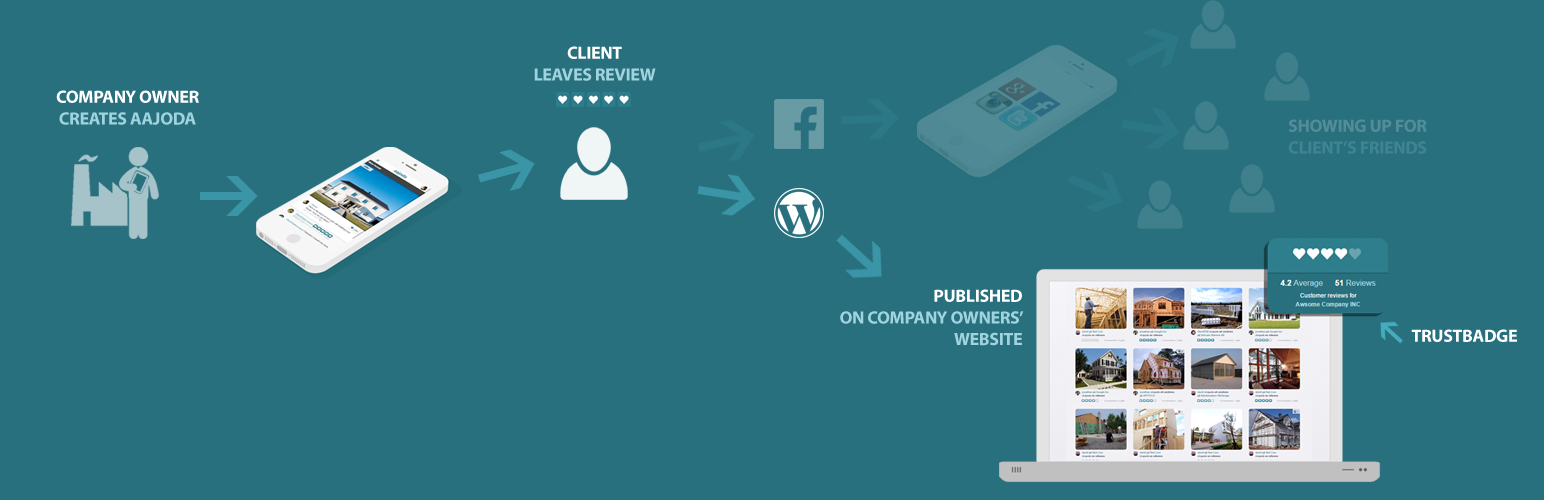 COMPANY OWNER
CREATES AAJODA
CLIENT
LEAVES REVIEW
SHOWING UP FOR
CLIENT'S FRIENDS
PUBLISHED
ON COMPANY OWNERS'
WEBSITE
4.2 Average 51 Reviews
Customer reviews for
Awsome Company INC
TRUSTBADGE